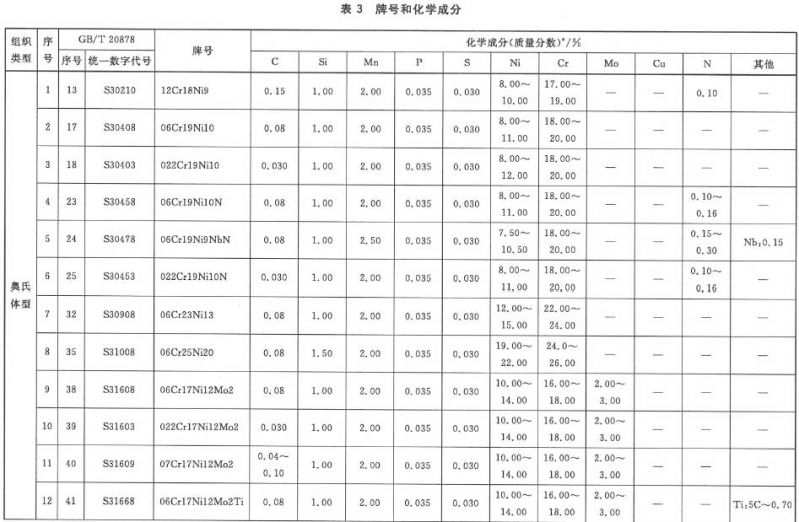 表 3 牌号和化学成分
组织类型 序号 GB/T 20878 牌号 化学成分(质量分数)ᵃ/%
序号 统一数字代号 C Si Mn P S Ni Cr Mo Cu N 其他
奥氏体型
1 13 S30210 12Cr18Ni9 0.15 1.00 2.00 0.035 0.030 8.00～10.00 17.00～19.00 — — 0.10 —
2 17 S30408 06Cr19Ni10 0.08 1.00 2.00 0.035 0.030 8.00～11.00 18.00～20.00 — — — —
3 18 S30403 022Cr19Ni10 0.030 1.00 2.00 0.035 0.030 8.00～12.00 18.00～20.00 — — — —
4 23 S30458 06Cr19Ni10N 0.08 1.00 2.00 0.035 0.030 8.00～11.00 18.00～20.00 — — 0.10～0.16 —
5 24 S30478 06Cr19Ni9NbN 0.08 1.00 2.50 0.035 0.030 7.50～10.50 18.00～20.00 — — 0.15～0.30 Nb:0.15
6 25 S30453 022Cr19Ni10N 0.030 1.00 2.00 0.035 0.030 8.00～11.00 18.00～20.00 — — 0.10～0.16 —
7 32 S30908 06Cr23Ni13 0.08 1.00 2.00 0.035 0.030 12.00～15.00 22.00～24.00 — — — —
8 35 S31008 06Cr25Ni20 0.08 1.50 2.00 0.035 0.030 19.00～22.00 24.0～26.00 — — — —
9 38 S31608 06Cr17Ni12Mo2 0.08 1.00 2.00 0.035 0.030 10.00～14.00 16.00～18.00 2.00～3.00 — — —
10 39 S31603 022Cr17Ni12Mo2 0.030 1.00 2.00 0.035 0.030 10.00～14.00 16.00～18.00 2.00～3.00 — — —
11 40 S31609 07Cr17Ni12Mo2 0.04～0.10 1.00 2.00 0.035 0.030 10.00～14.00 16.00～18.00 2.00～3.00 — — —
12 41 S31668 06Cr17Ni12Mo2Ti 0.08 1.00 2.00 0.035 0.030 10.00～14.00 16.00～18.00 2.00～3.00 — — Ti:5C～0.70